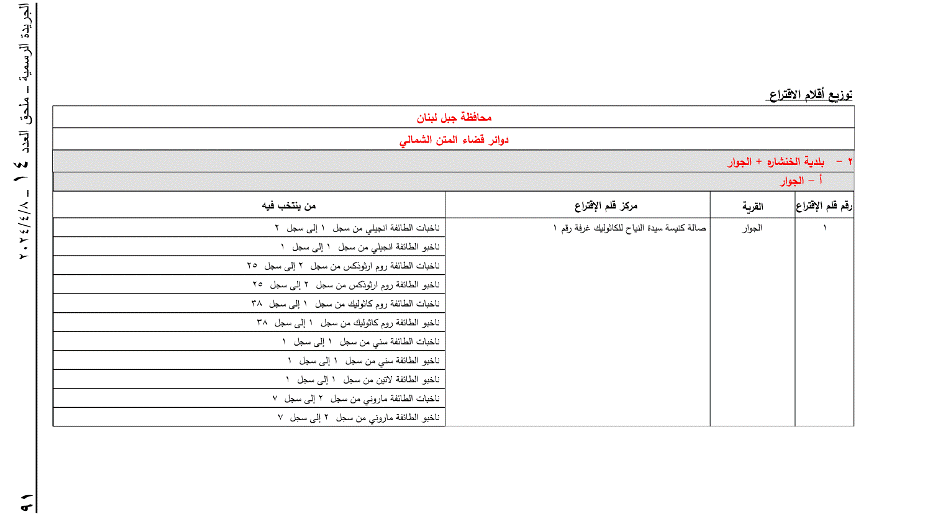 الجريدة الرسمية – ملحق العدد ١٤ – ٢٠٢٤/٤/٨
توزيع أقلام الاقتراع
محافظة جبل لبنان
دوائر قضاء المتن الشمالي
٢ - بلدية الخنشاره + الجوار
أ - الجوار
رقم قلم الإقتراع القرية مركز قلم الإقتراع من ينتخب فيه
١ الجوار صالة كنيسة سيدة النياح للكاثوليك غرفة رقم ١ ناخبات الطائفة انجيلي من سجل ١ إلى سجل ٢
ناخبو الطائفة انجيلي من سجل ١ إلى سجل ١
ناخبات الطائفة روم ارثوذكس من سجل ٢ إلى سجل ٢٥
ناخبو الطائفة روم ارثوذكس من سجل ٢ إلى سجل ٢٥
ناخبات الطائفة روم كاثوليك من سجل ١ إلى سجل ٣٨
ناخبو الطائفة روم كاثوليك من سجل ١ إلى سجل ٣٨
ناخبات الطائفة سني من سجل ١ إلى سجل ١
ناخبو الطائفة سني من سجل ١ إلى سجل ١
ناخبو الطائفة لاتين من سجل ١ إلى سجل ١
ناخبات الطائفة ماروني من سجل ٢ إلى سجل ٧
ناخبو الطائفة ماروني من سجل ٢ إلى سجل ٧
٩١